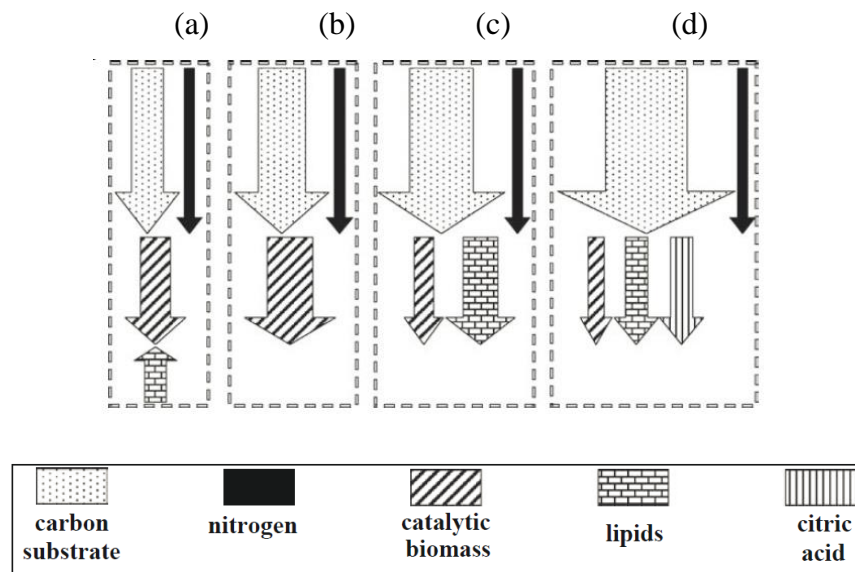 (a) (b) (c) (d)
carbon substrate
nitrogen
catalytic biomass
lipids
citric acid